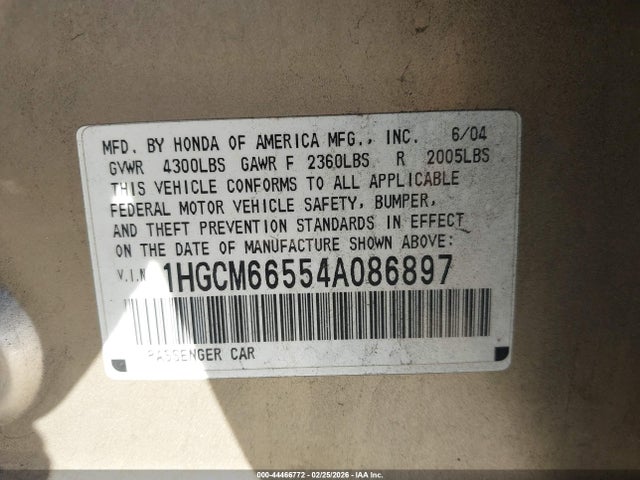 MFD. BY HONDA OF AMERICA MFG., INC. 6/04
GVWR 4300LBS GAWR F 2360LBS R 2005LBS
THIS VEHICLE CONFORMS TO ALL APPLICABLE
FEDERAL MOTOR VEHICLE SAFETY, BUMPER,
AND THEFT PREVENTION STANDARDS IN EFFECT
ON THE DATE OF MANUFACTURE SHOWN ABOVE:
V.I.N 1HGCM66554A086897
PASSENGER CAR
000-44466772 - 02/25/2026 - IAA Inc.